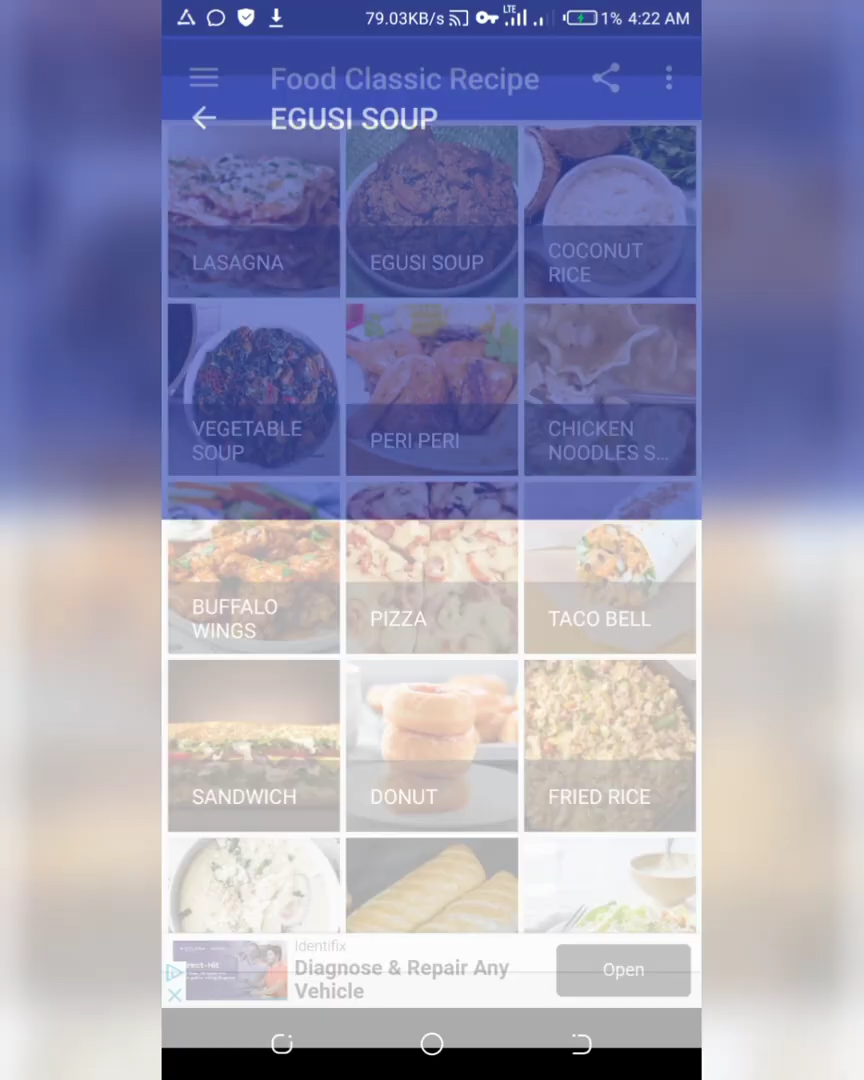 79.03KB/s LTE 1% 4:22 AM
Food Classic Recipe
EGUSI SOUP
LASAGNA
EGUSI SOUP
COCONUT
RICE
VEGETABLE
SOUP
PERI PERI
CHICKEN
NOODLES S...
BUFFALO
WINGS
PIZZA
TACO BELL
SANDWICH
DONUT
FRIED RICE
Identifix
Diagnose & Repair Any
Vehicle
Open